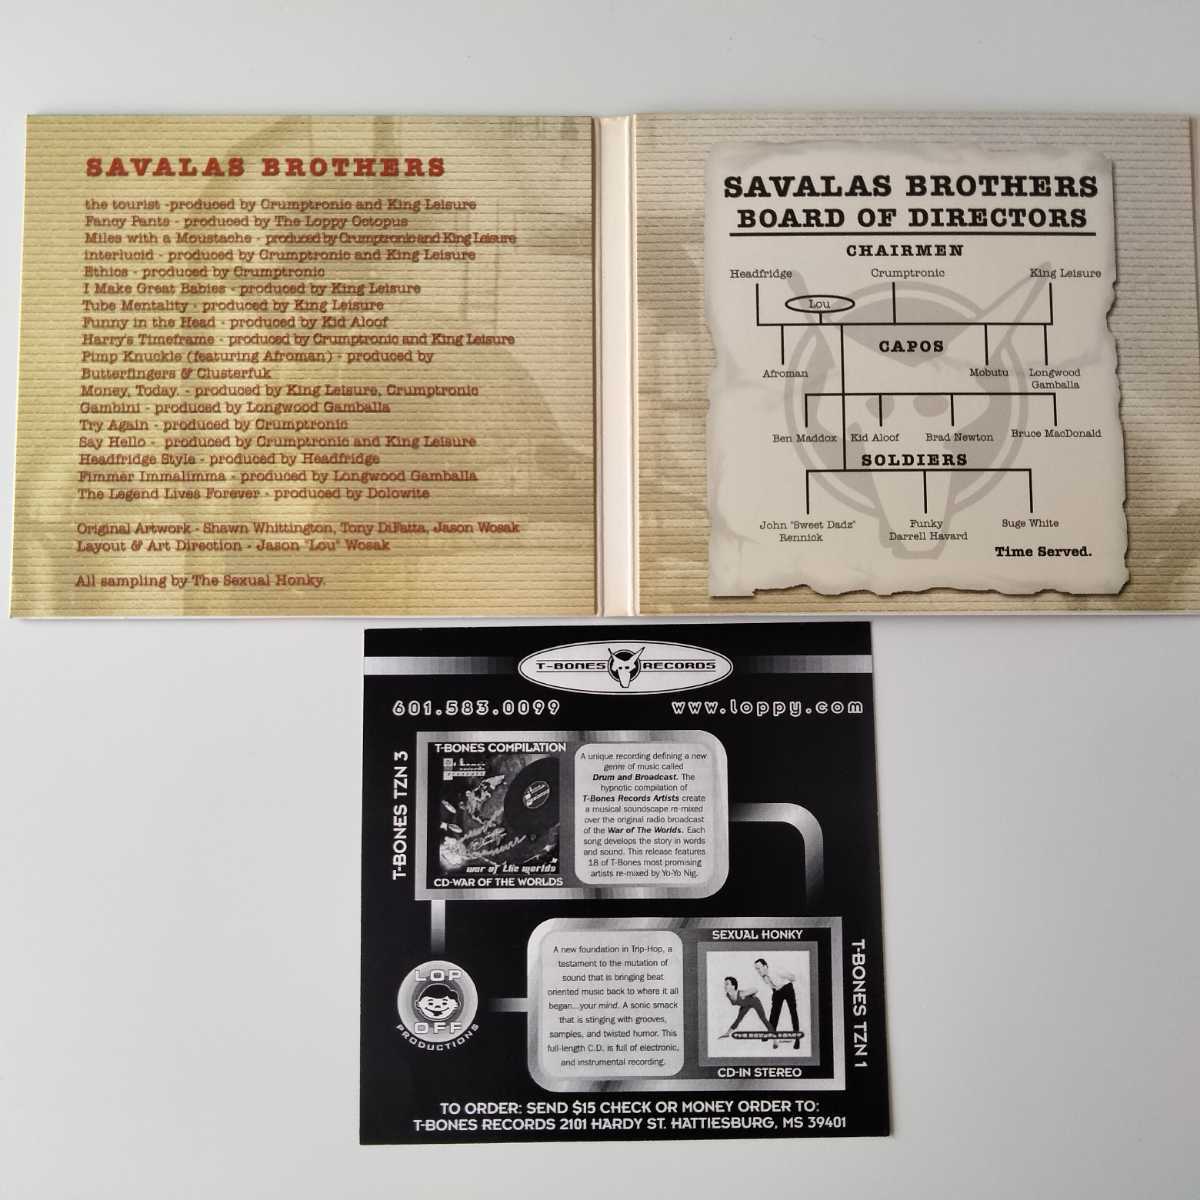 SAVALAS BROTHERS
the tourist -produced by Crumptronic and King Leisure
Fancy Pants - produced by The Loppy Octopus
Miles with a Moustache - produced by Crumptronic and King Leisure
interlucid - produced by Crumptronic and King Leisure
Ethics - produced by Crumptronic
I Make Great Babies - produced by King Leisure
Tube Mentality - produced by King Leisure
Funny in the Head - produced by Kid Aloof
Harry's Timeframe - produced by Crumptronic and King Leisure
Pimp Knuckle (featuring Afroman) - produced by
Butterfingers & Clusterfuk
Money, Today. - produced by King Leisure, Crumptronic
Gambini - produced by Longwood Gamballa
Try Again - produced by Crumptronic
Say Hello - produced by Crumptronic and King Leisure
Headfridge Style - produced by Headfridge
Fimmer Immalimma - produced by Longwood Gamballa
The Legend Lives Forever - produced by Dolowite
Original Artwork - Shawn Whittington, Tony DiFatta, Jason Wosak
Layout & Art Direction - Jason "Lou" Wosak
All sampling by The Sexual Honky.
SAVALAS BROTHERS
BOARD OF DIRECTORS
CHAIRMEN
Headfridge Crumptronic King Leisure
Lou
CAPOS
Afroman Mobutu Longwood
Gamballa
Ben Maddox Kid Aloof Brad Newton Bruce MacDonald
SOLDIERS
John "Sweet Dadz" Funky Suge White
Rennick Darrell Havard
Time Served.
T-BONES RECORDS
601.583.0099 www.loppy.com
T-BONES TZN 3
T-BONES COMPILATION
war of the worlds
CD-WAR OF THE WORLDS
A unique recording defining a new
genre of music called
Drum and Broadcast. The
hypnotic compilation of
T-Bones Records Artists create
a musical soundscape re-mixed
over the original radio broadcast
of the War of The Worlds. Each
song develops the story in words
and sound. This release features
18 of T-Bones most promising
artists re-mixed by Yo-Yo Nig.
LOP
OFF
PRODUCTIONS
A new foundation in Trip-Hop, a
testament to the mutation of
sound that is bringing beat
oriented music back to where it all
began...your mind. A sonic smack
that is stinging with grooves,
samples, and twisted humor. This
full-length C.D. is full of electronic,
and instrumental recording.
SEXUAL HONKY
THE SEXUAL HONKY
CD-IN STEREO
T-BONES TZN 1
TO ORDER: SEND $15 CHECK OR MONEY ORDER TO:
T-BONES RECORDS 2101 HARDY ST. HATTIESBURG, MS 39401